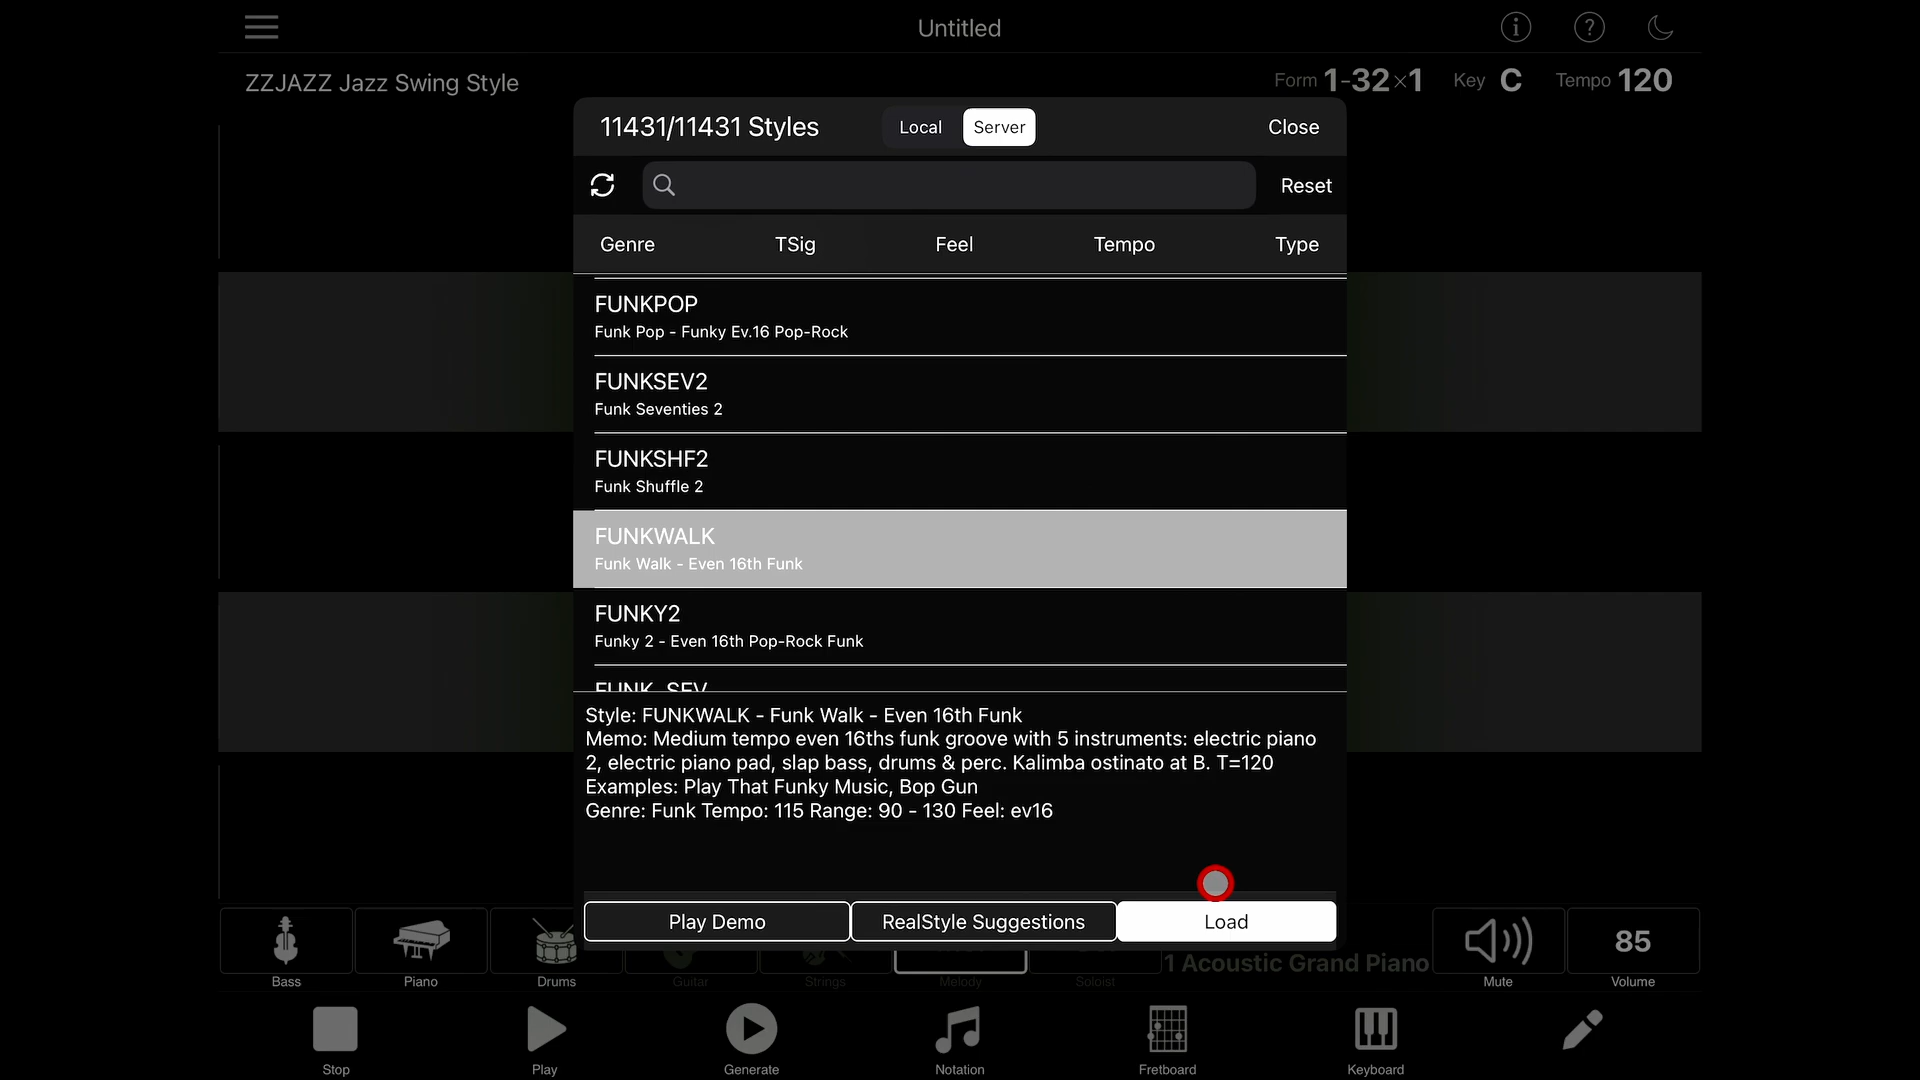 Untitled
ZZJAZZ Jazz Swing Style
Form 1-32×1 Key C Tempo 120
11431/11431 Styles
Local
Server
Close
Reset
Genre
TSig
Feel
Tempo
Type
FUNKPOP
Funk Pop - Funky Ev.16 Pop-Rock
FUNKSEV2
Funk Seventies 2
FUNKSHF2
Funk Shuffle 2
FUNKWALK
Funk Walk - Even 16th Funk
FUNKY2
Funky 2 - Even 16th Pop-Rock Funk
FUNK_SEV
Style: FUNKWALK - Funk Walk - Even 16th Funk
Memo: Medium tempo even 16ths funk groove with 5 instruments: electric piano
2, electric piano pad, slap bass, drums & perc. Kalimba ostinato at B. T=120
Examples: Play That Funky Music, Bop Gun
Genre: Funk Tempo: 115 Range: 90 - 130 Feel: ev16
Play Demo
RealStyle Suggestions
Load
1 Acoustic Grand Piano
85
Bass
Piano
Drums
Guitar
Strings
Melody
Soloist
Mute
Volume
Stop
Play
Generate
Notation
Fretboard
Keyboard